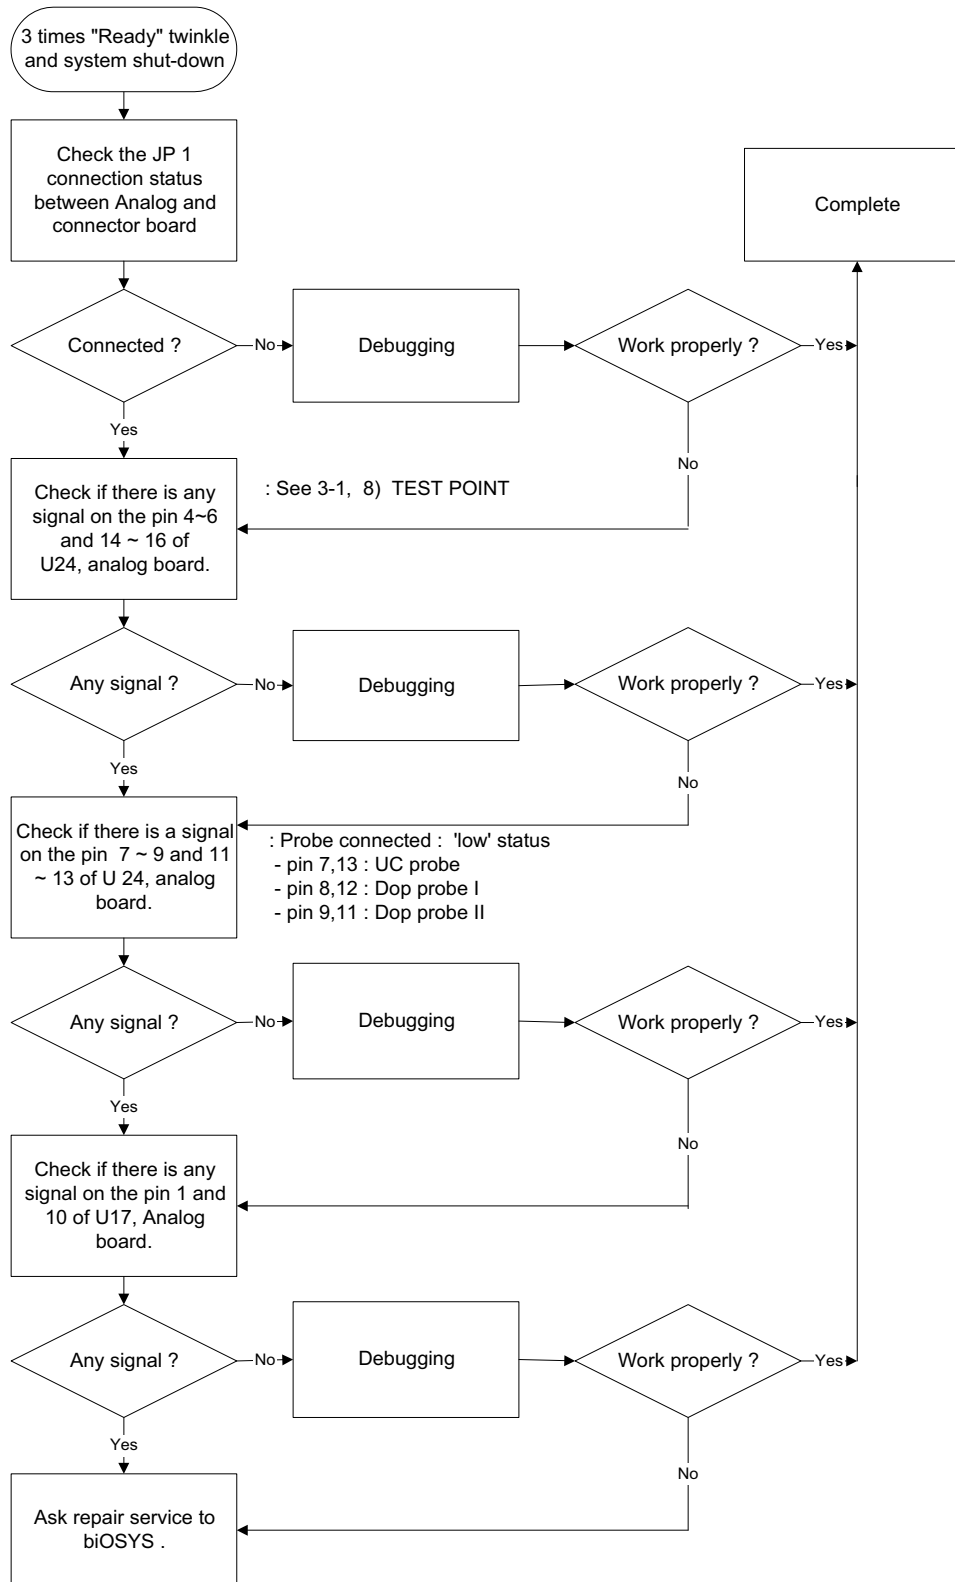 3 times "Ready" twinkle
and system shut-down
Check the JP 1
connection status
between Analog and
connector board
Complete
Connected ?
No
Debugging
Work properly ?
Yes
Yes
No
Check if there is any
signal on the pin 4~6
and 14 ~ 16 of
U24, analog board.
: See 3-1, 8) TEST POINT
Any signal ?
No
Debugging
Work properly ?
Yes
Yes
No
Check if there is a signal
on the pin 7 ~ 9 and 11
~ 13 of U 24, analog
board.
: Probe connected : 'low' status
- pin 7,13 : UC probe
- pin 8,12 : Dop probe I
- pin 9,11 : Dop probe II
Any signal ?
No
Debugging
Work properly ?
Yes
Yes
No
Check if there is any
signal on the pin 1 and
10 of U17, Analog
board.
Any signal ?
No
Debugging
Work properly ?
Yes
Yes
No
Ask repair service to
biOSYS .